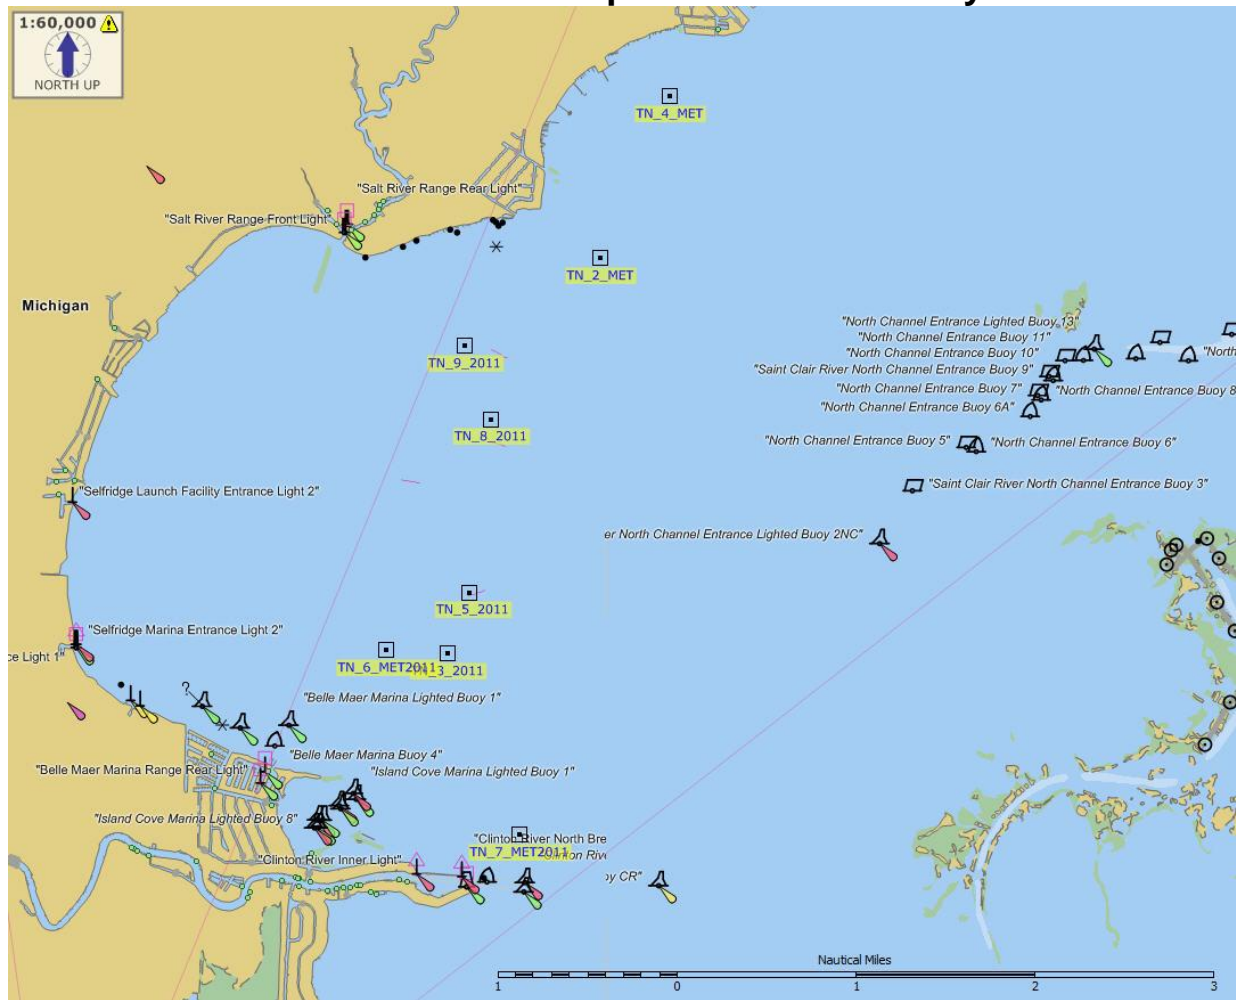 1:60,000
NORTH UP
TN_4_MET
"Salt River Range Rear Light"
"Salt River Range Front Light"
TN_2_MET
Michigan
"North Channel Entrance Lighted Buoy 13"
"North Channel Entrance Buoy 11"
"North Channel Entrance Buoy 10"
"North
TN_9_2011
"Saint Clair River North Channel Entrance Buoy 9"
"North Channel Entrance Buoy 7"
"North Channel Entrance Buoy 8
"North Channel Entrance Buoy 6A"
TN_8_2011
"North Channel Entrance Buoy 5"
"North Channel Entrance Buoy 6"
"Saint Clair River North Channel Entrance Buoy 3"
"Selfridge Launch Facility Entrance Light 2"
er North Channel Entrance Lighted Buoy 2NC"
TN_5_2011
"Selfridge Marina Entrance Light 2"
ce Light 1"
TN_6_MET2011
_3_2011
?
"Belle Maer Marina Lighted Buoy 1"
"Belle Maer Marina Buoy 4"
"Belle Maer Marina Range Rear Light"
"Island Cove Marina Lighted Buoy 1"
"Island Cove Marina Lighted Buoy 8"
"Clinton River North Bre
TN_7_MET2011
"Clinton River Inner Light"
oy CR"
Nautical Miles
1 0 1 2 3